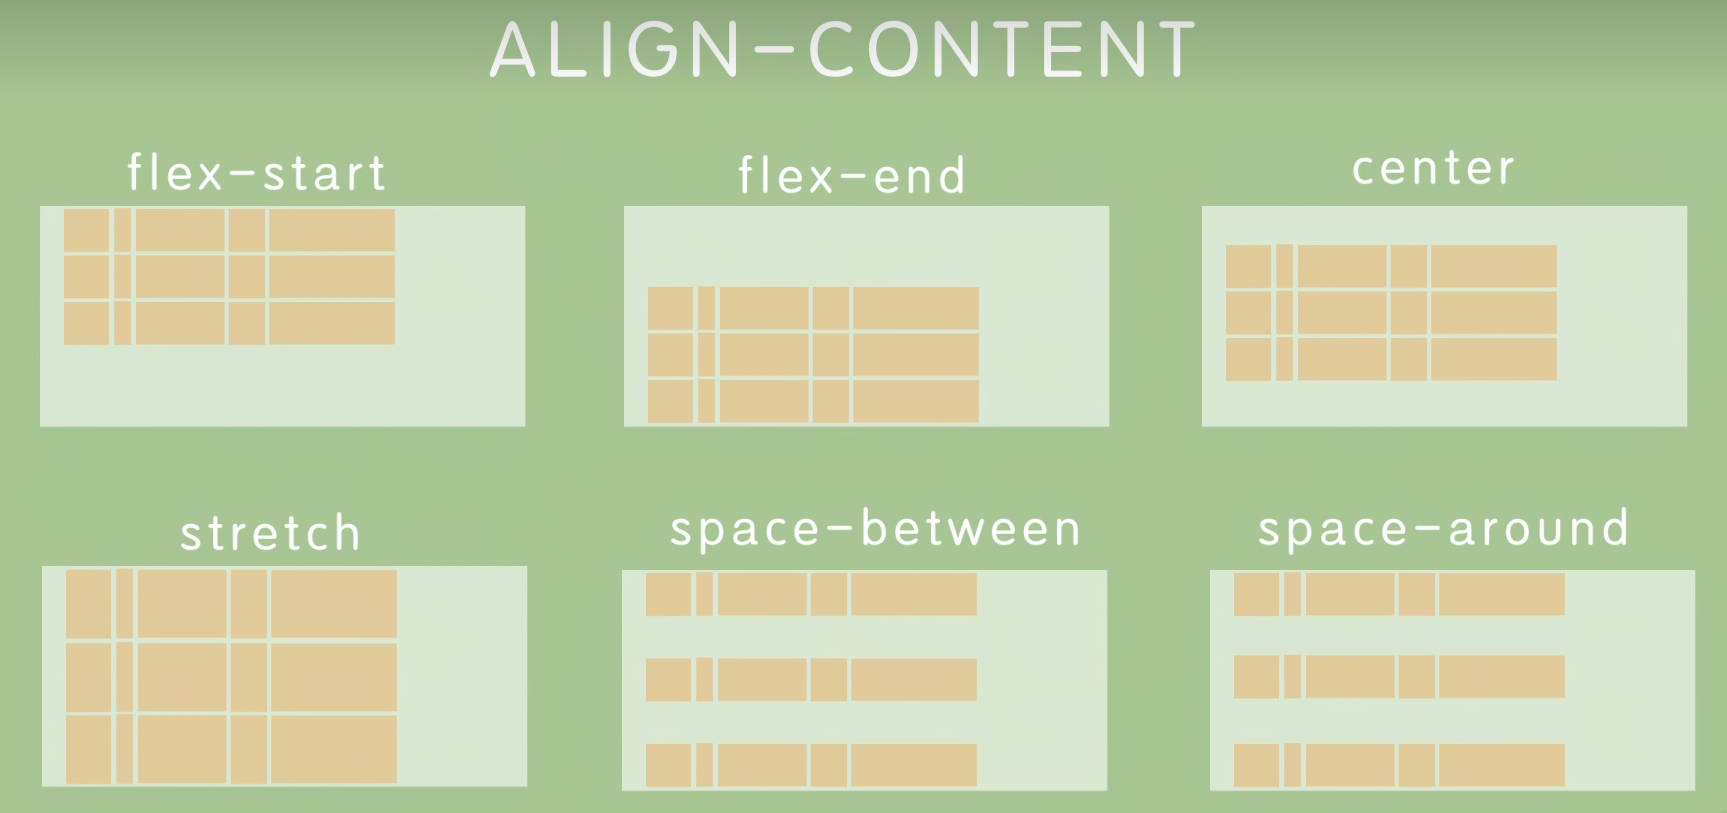 ALIGN-CONTENT
flex-start
flex-end
center
stretch
space-between
space-around